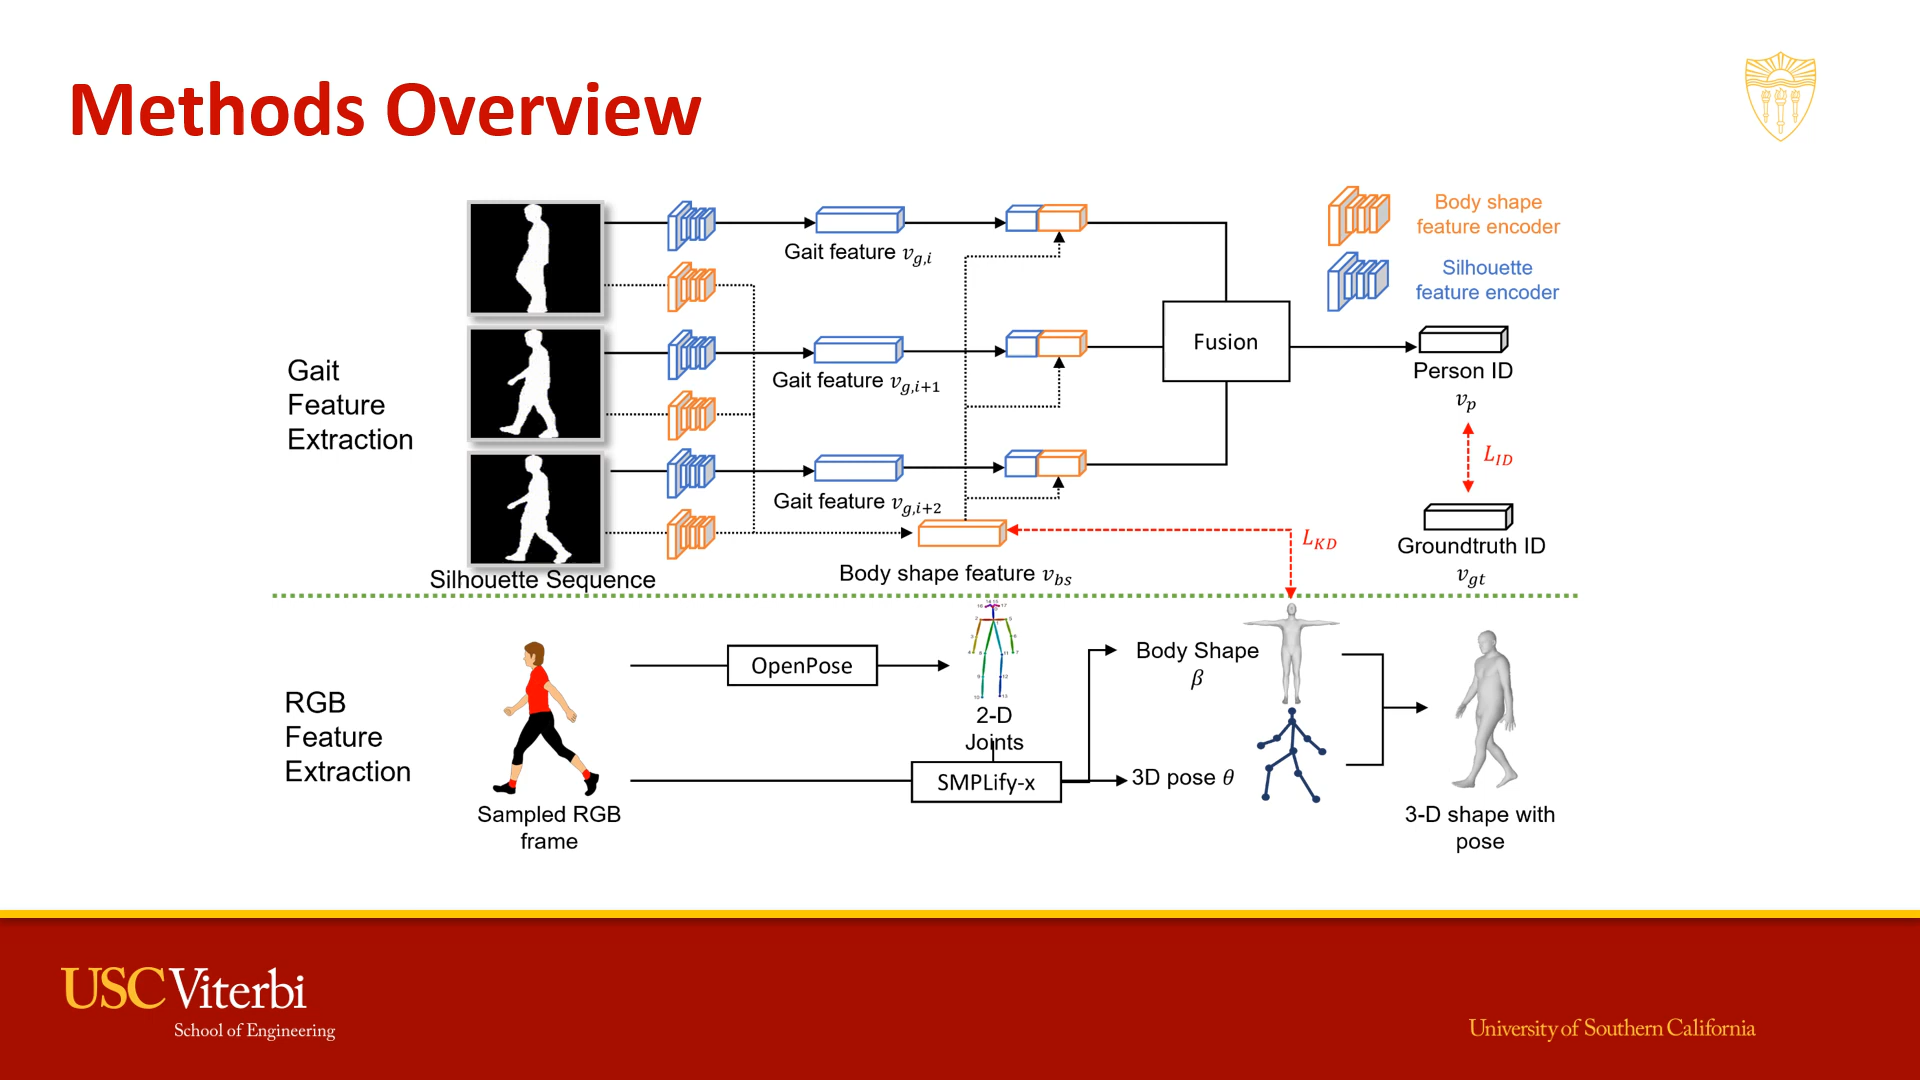 Methods Overview
Body shape
feature encoder
Silhouette
feature encoder
Gait feature v_{g,i}
Gait feature v_{g,i+1}
Gait feature v_{g,i+2}
Fusion
Person ID
v_p
L_{ID}
Groundtruth ID
v_{gt}
Gait
Feature
Extraction
Silhouette Sequence
Body shape feature v_{bs}
L_{KD}
RGB
Feature
Extraction
Sampled RGB
frame
OpenPose
2-D
Joints
SMPLify-x
Body Shape
β
3D pose θ
3-D shape with
pose
USC Viterbi
School of Engineering
University of Southern California